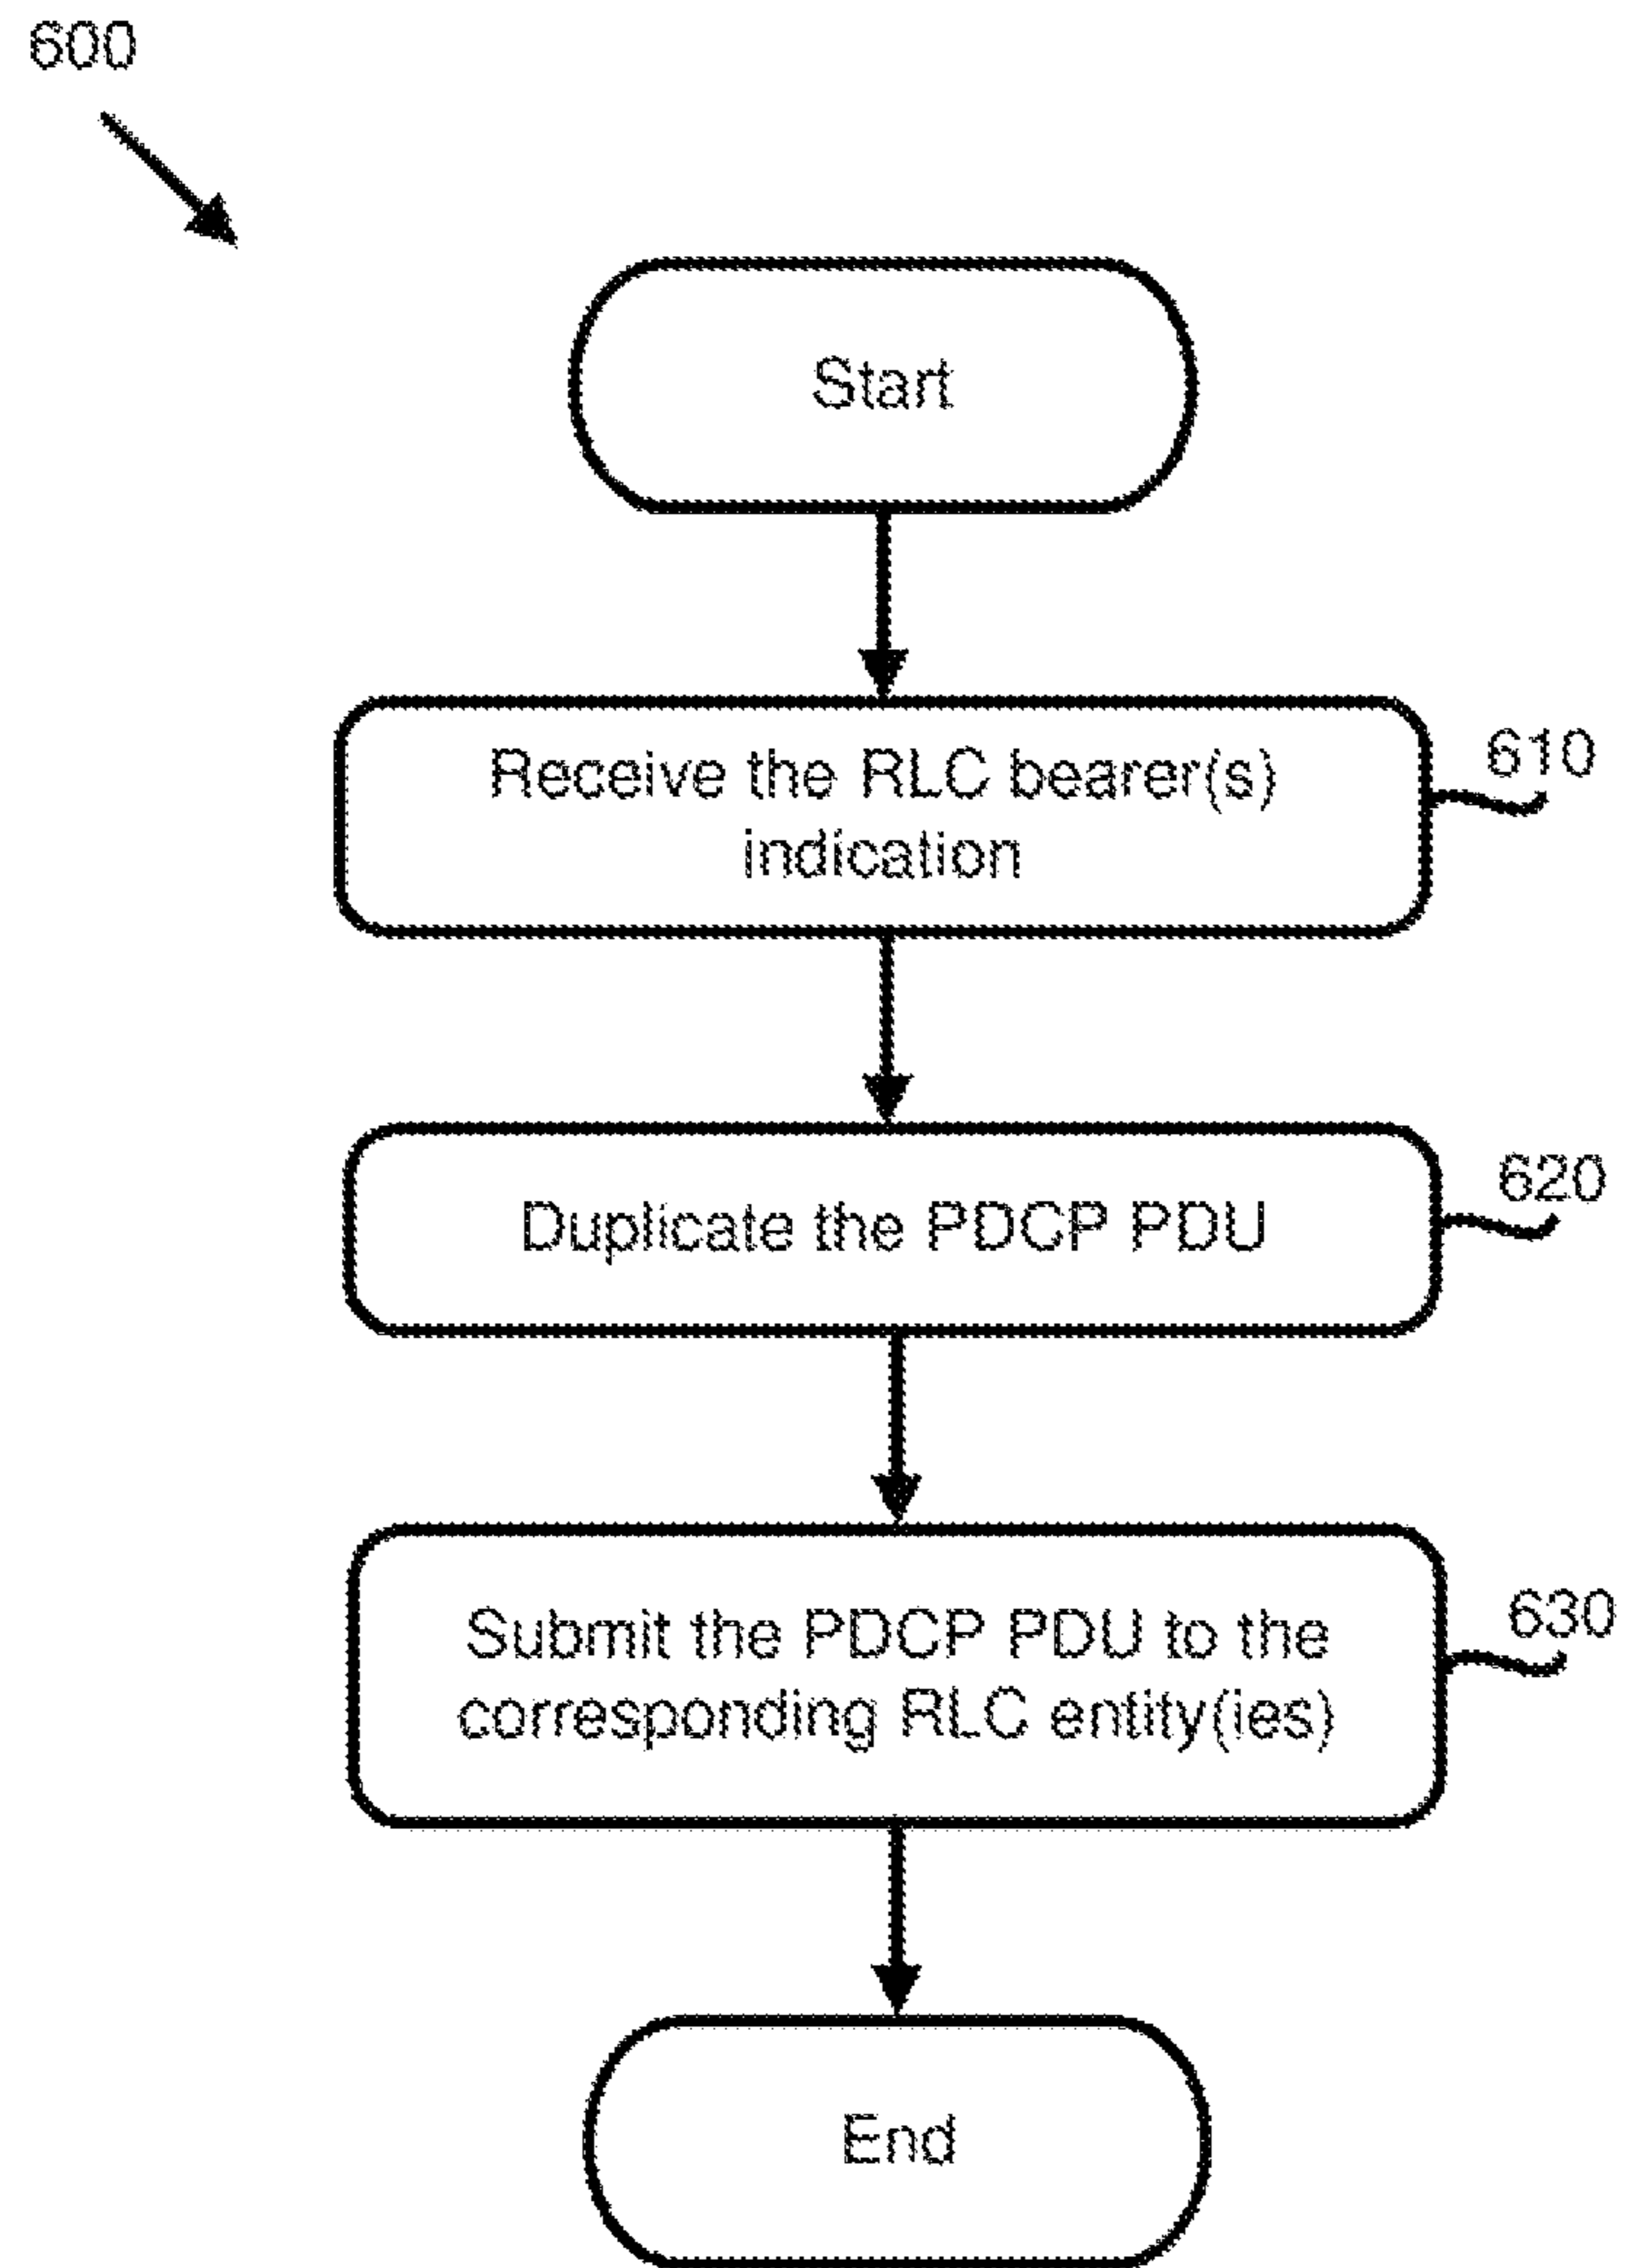 600
Start
Receive the RLC bearer(s)
indication
610
Duplicate the PDCP PDU
620
Submit the PDCP PDU to the
corresponding RLC entity(ies)
630
End